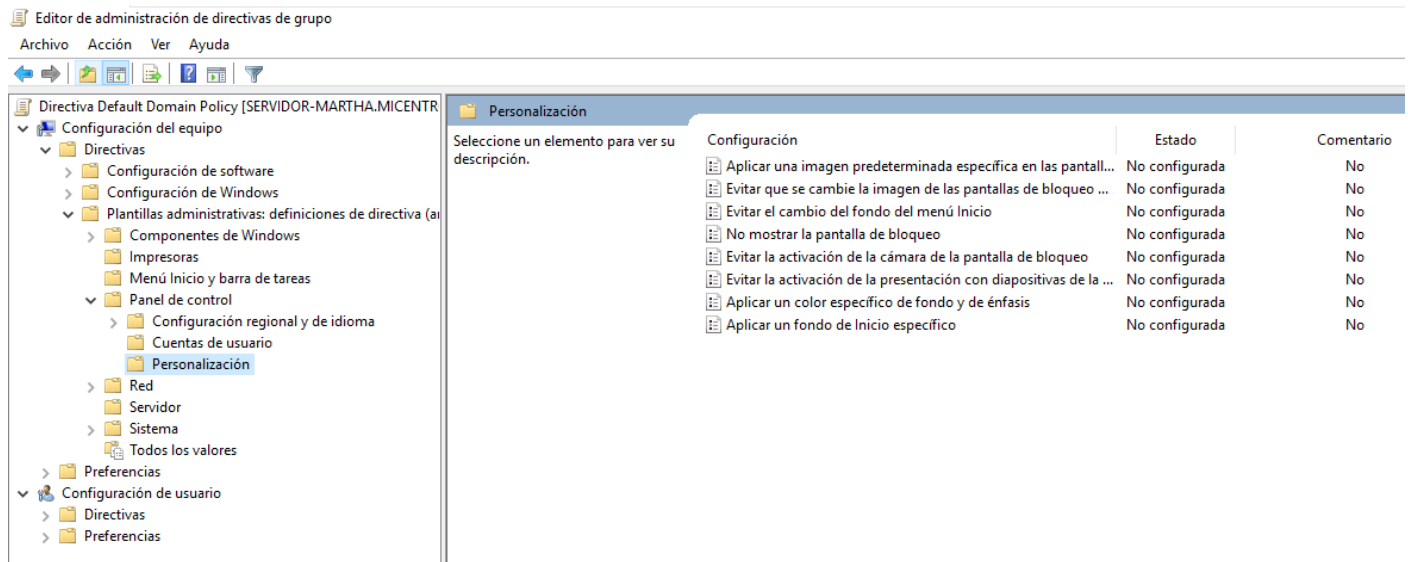 Editor de administración de directivas de grupo
Archivo Acción Ver Ayuda
Directiva Default Domain Policy [SERVIDOR-MARTHA.MICENTR
Configuración del equipo
Directivas
Configuración de software
Configuración de Windows
Plantillas administrativas: definiciones de directiva (ar
Componentes de Windows
Impresoras
Menú Inicio y barra de tareas
Panel de control
Configuración regional y de idioma
Cuentas de usuario
Personalización
Red
Servidor
Sistema
Todos los valores
Preferencias
Configuración de usuario
Directivas
Preferencias
Personalización
Seleccione un elemento para ver su
descripción.
Configuración Estado Comentario
Aplicar una imagen predeterminada específica en las pantall... No configurada No
Evitar que se cambie la imagen de las pantallas de bloqueo ... No configurada No
Evitar el cambio del fondo del menú Inicio No configurada No
No mostrar la pantalla de bloqueo No configurada No
Evitar la activación de la cámara de la pantalla de bloqueo No configurada No
Evitar la activación de la presentación con diapositivas de la ... No configurada No
Aplicar un color específico de fondo y de énfasis No configurada No
Aplicar un fondo de Inicio específico No configurada No